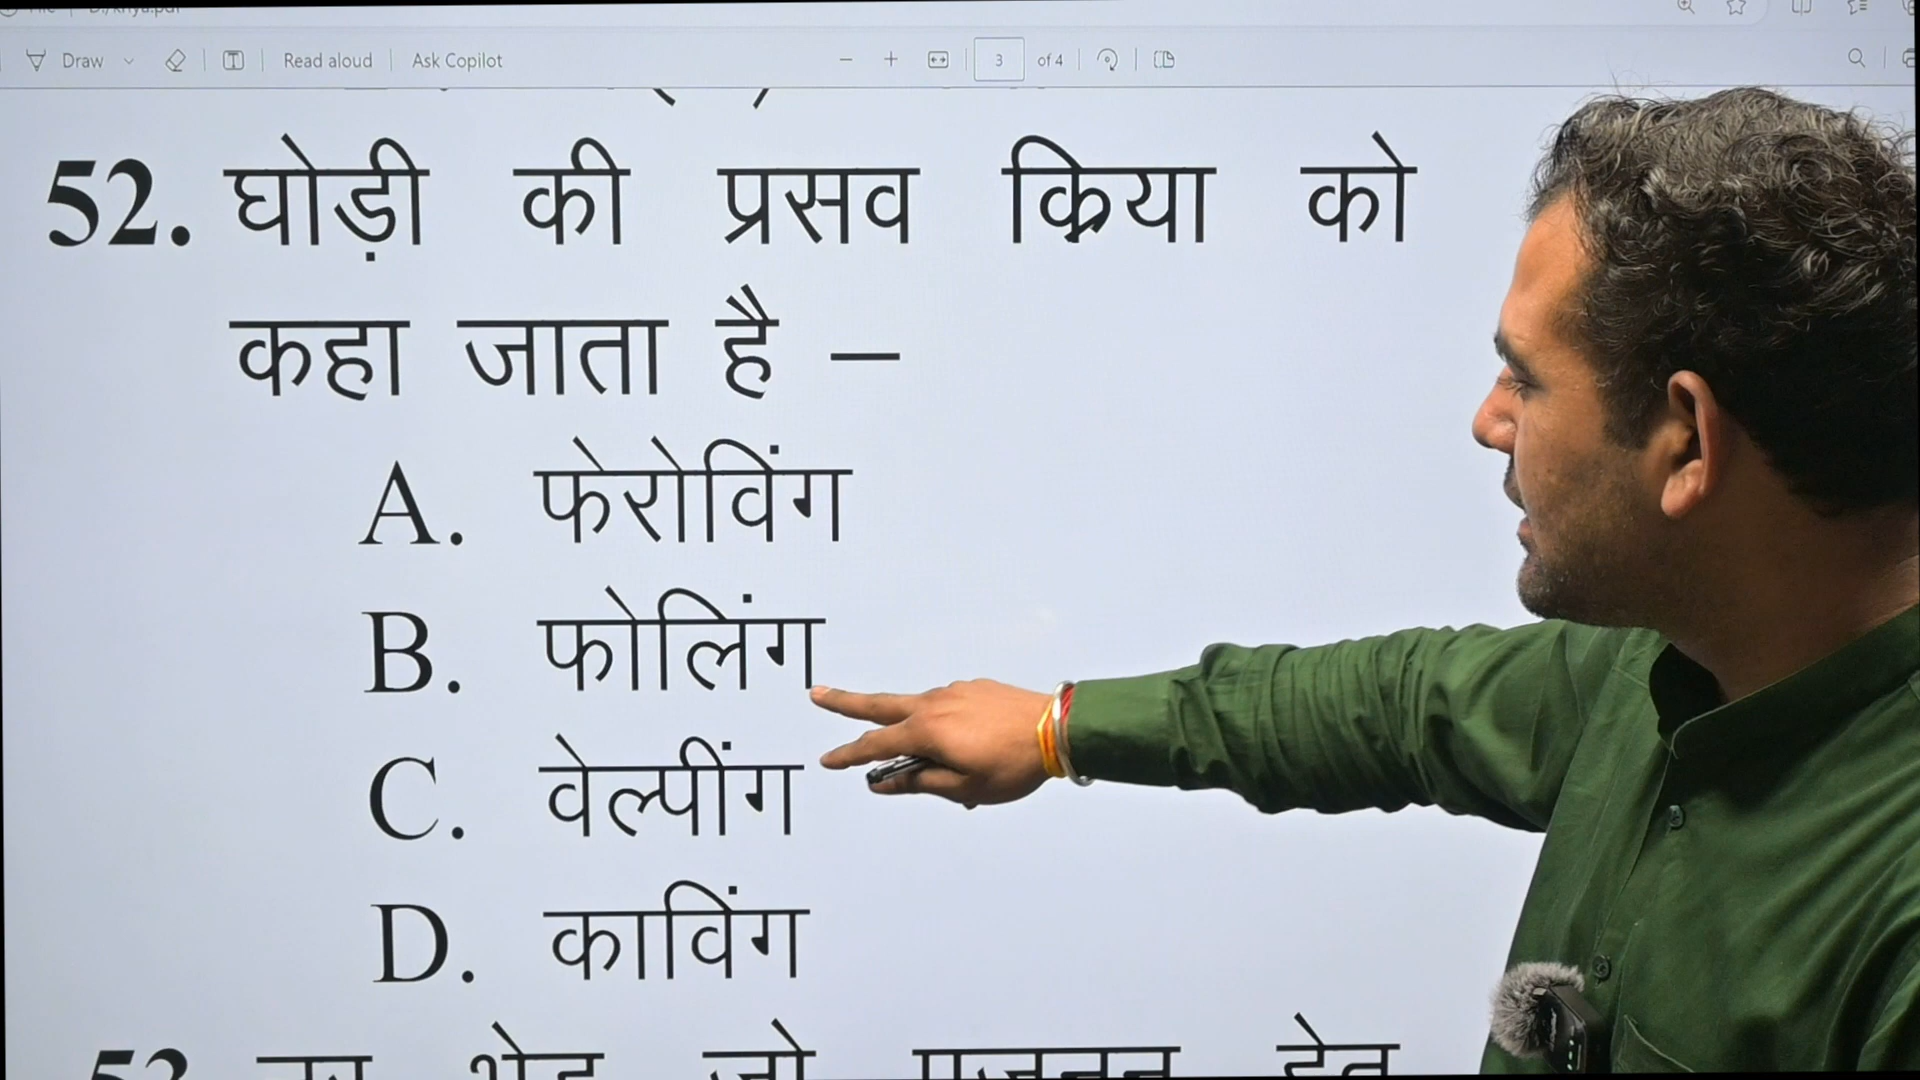 Draw
Read aloud
Ask Copilot
3 of 4
52. घोड़ी की प्रसव क्रिया को
कहा जाता है –
A. फेरोविंग
B. फोलिंग
C. वेल्पींग
D. काविंग